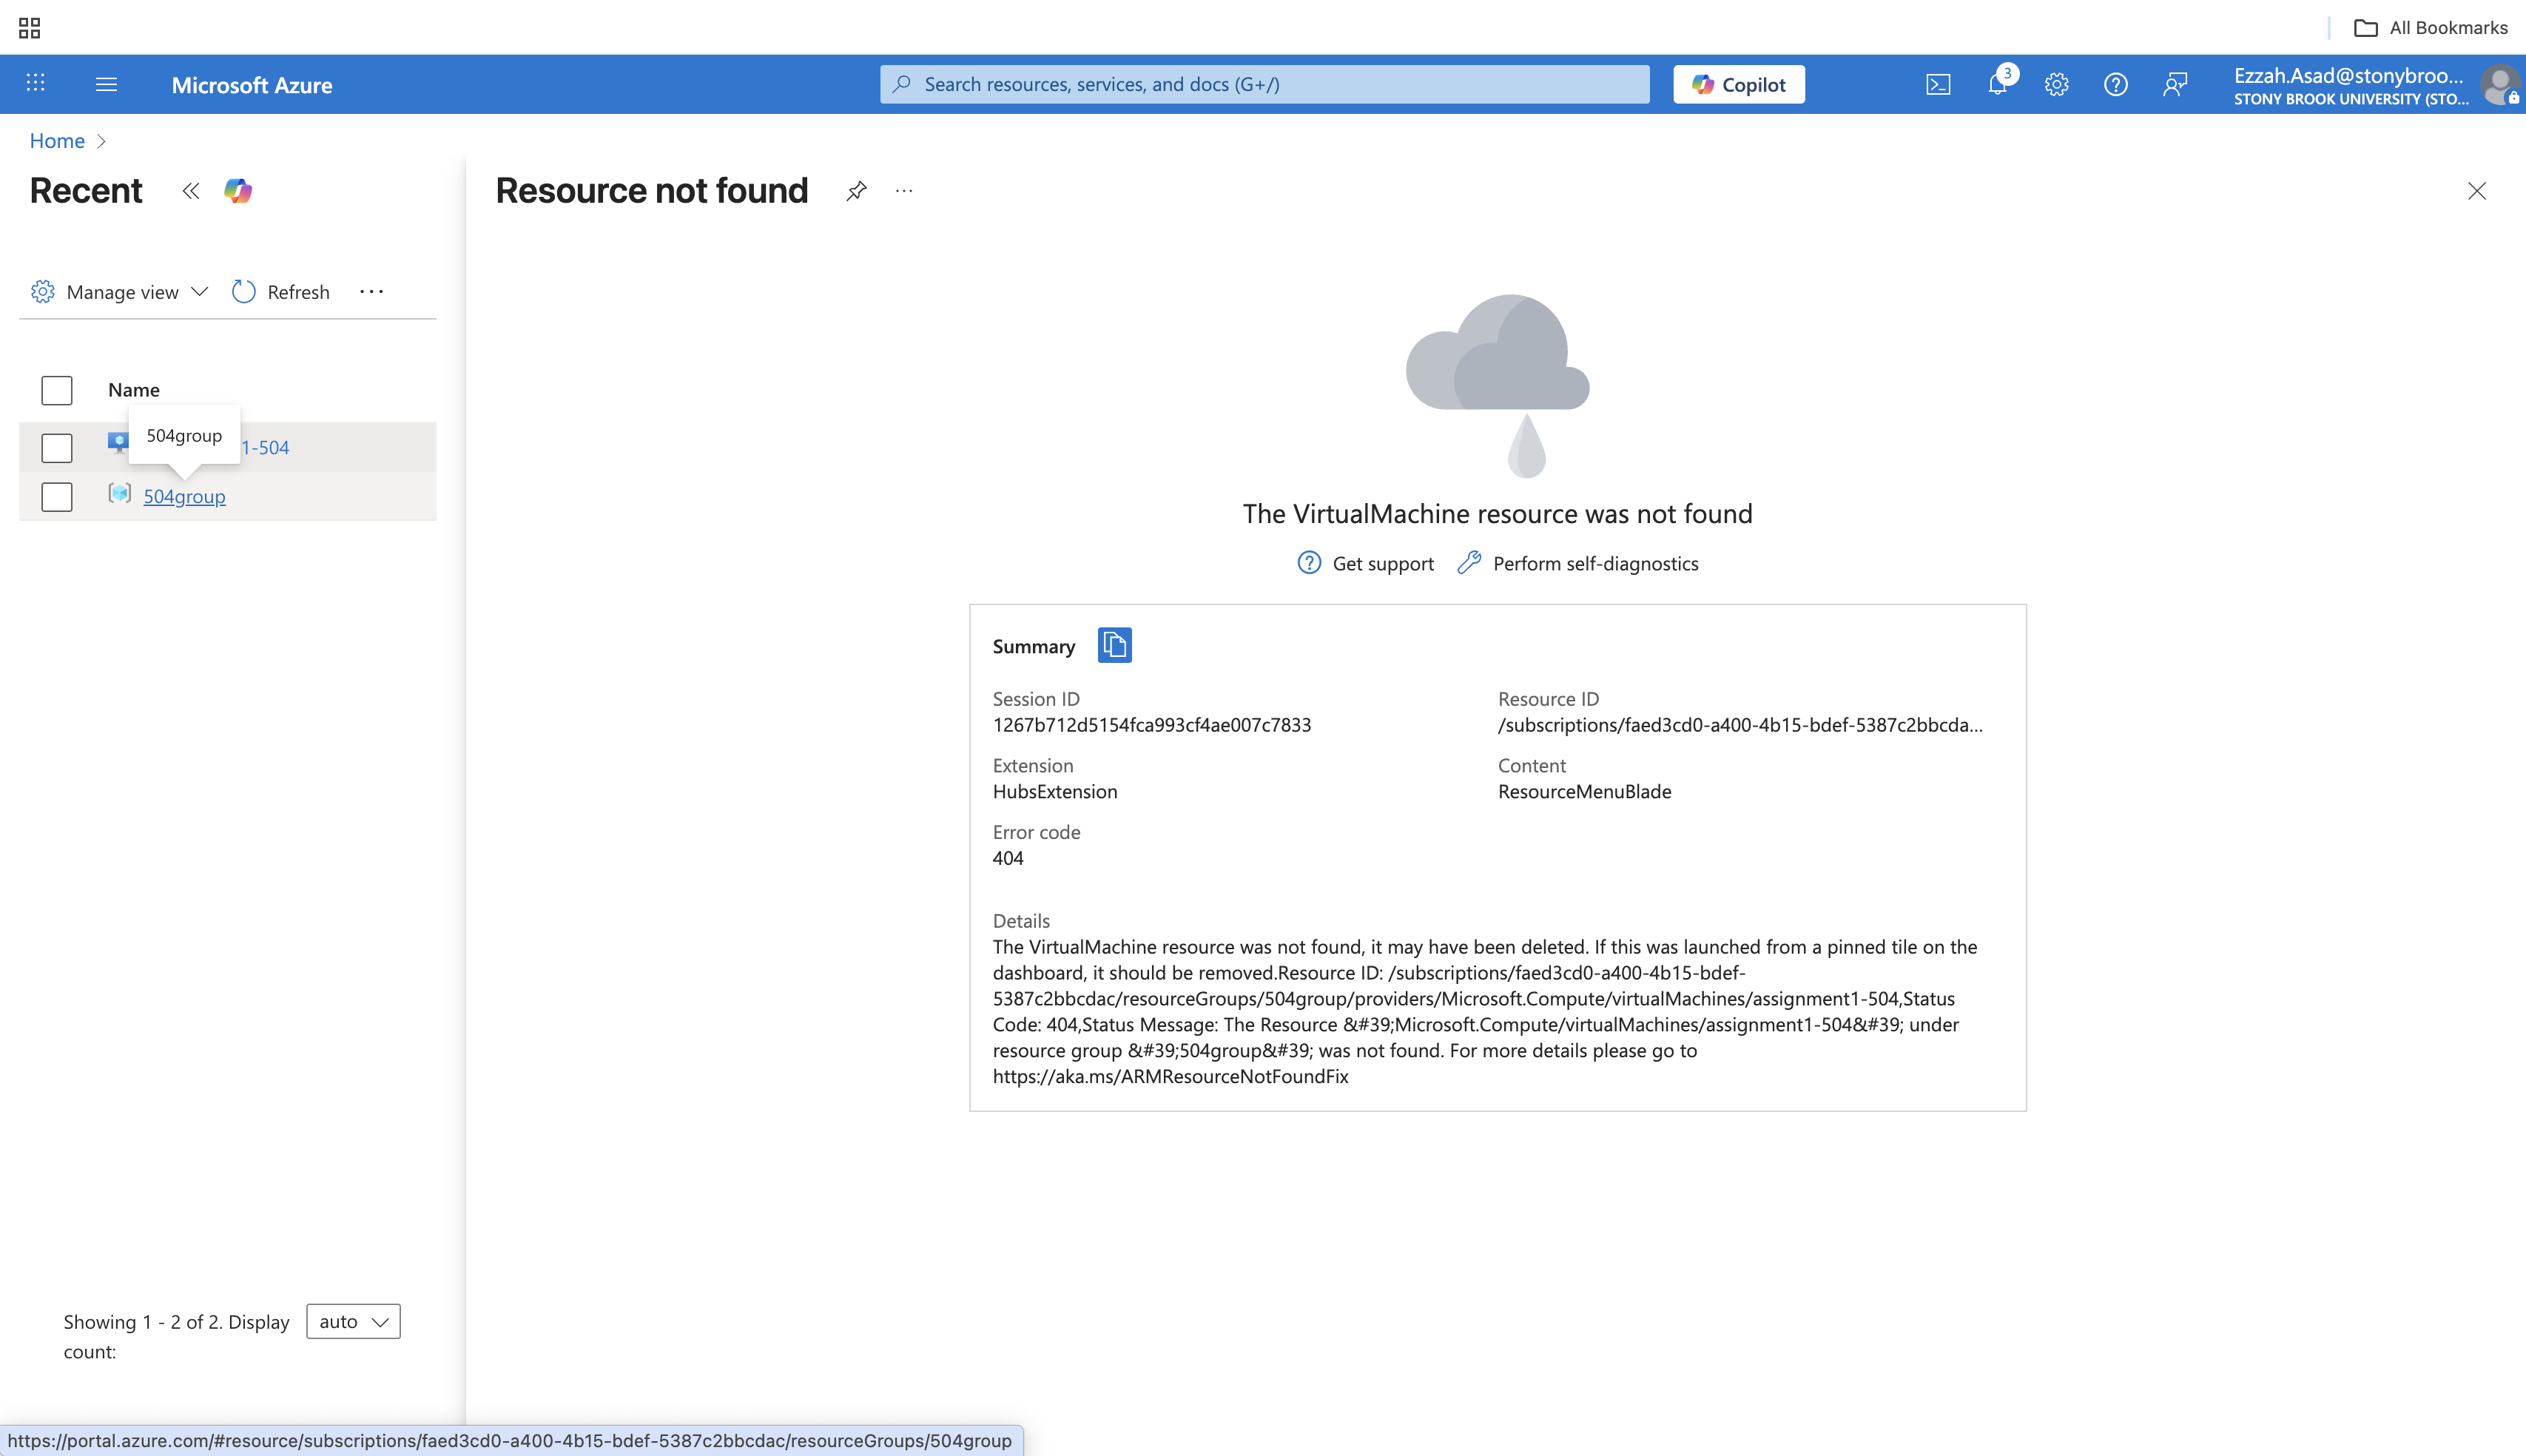 All Bookmarks
Microsoft Azure
Search resources, services, and docs (G+/)
Copilot
3
Ezzah.Asad@stonybroo...
STONY BROOK UNIVERSITY (STO...
Home
Recent
Manage view
Refresh
Name
504group
1-504
504group
Showing 1 - 2 of 2. Display
count:
auto
Resource not found
The VirtualMachine resource was not found
Get support
Perform self-diagnostics
Summary
Session ID
1267b712d5154fca993cf4ae007c7833
Resource ID
/subscriptions/faed3cd0-a400-4b15-bdef-5387c2bbcda...
Extension
HubsExtension
Content
ResourceMenuBlade
Error code
404
Details
The VirtualMachine resource was not found, it may have been deleted. If this was launched from a pinned tile on the
dashboard, it should be removed.Resource ID: /subscriptions/faed3cd0-a400-4b15-bdef-
5387c2bbcdac/resourceGroups/504group/providers/Microsoft.Compute/virtualMachines/assignment1-504,Status
Code: 404,Status Message: The Resource &#39;Microsoft.Compute/virtualMachines/assignment1-504&#39; under
resource group &#39;504group&#39; was not found. For more details please go to
https://aka.ms/ARMResourceNotFoundFix
https://portal.azure.com/#resource/subscriptions/faed3cd0-a400-4b15-bdef-5387c2bbcdac/resourceGroups/504group